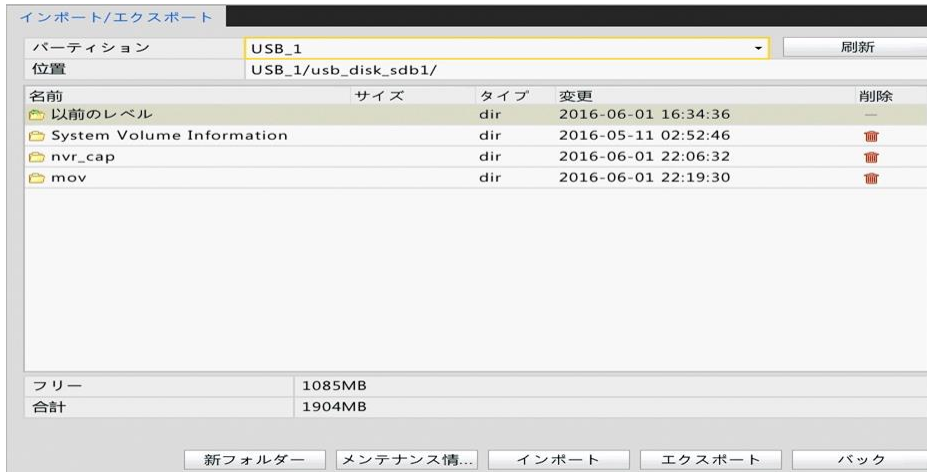 インポート/エクスポート
パーティション USB_1 刷新
位置 USB_1/usb_disk_sdb1/
名前 サイズ タイプ 変更 削除
以前のレベル dir 2016-06-01 16:34:36 —
System Volume Information dir 2016-05-11 02:52:46
nvr_cap dir 2016-06-01 22:06:32
mov dir 2016-06-01 22:19:30
フリー 1085MB
合計 1904MB
新フォルダー メンテナンス情... インポート エクスポート バック